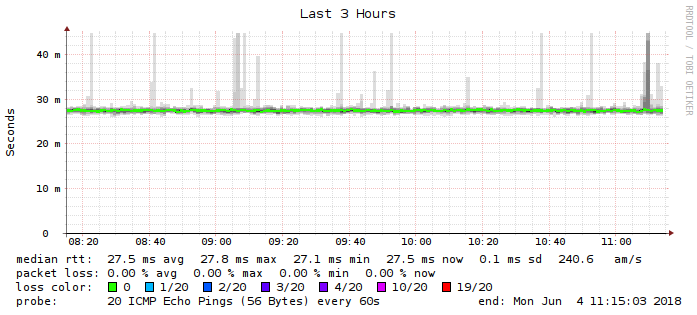 Last 3 Hours
RRDTOOL / TOBI OETIKER
Seconds
40 m
30 m
20 m
10 m
0
08:20 08:40 09:00 09:20 09:40 10:00 10:20 10:40 11:00
median rtt: 27.5 ms avg 27.8 ms max 27.1 ms min 27.5 ms now 0.1 ms sd 240.6 am/s
packet loss: 0.00 % avg 0.00 % max 0.00 % min 0.00 % now
loss color: 0 1/20 2/20 3/20 4/20 10/20 19/20
probe: 20 ICMP Echo Pings (56 Bytes) every 60s end: Mon Jun 4 11:15:03 2018